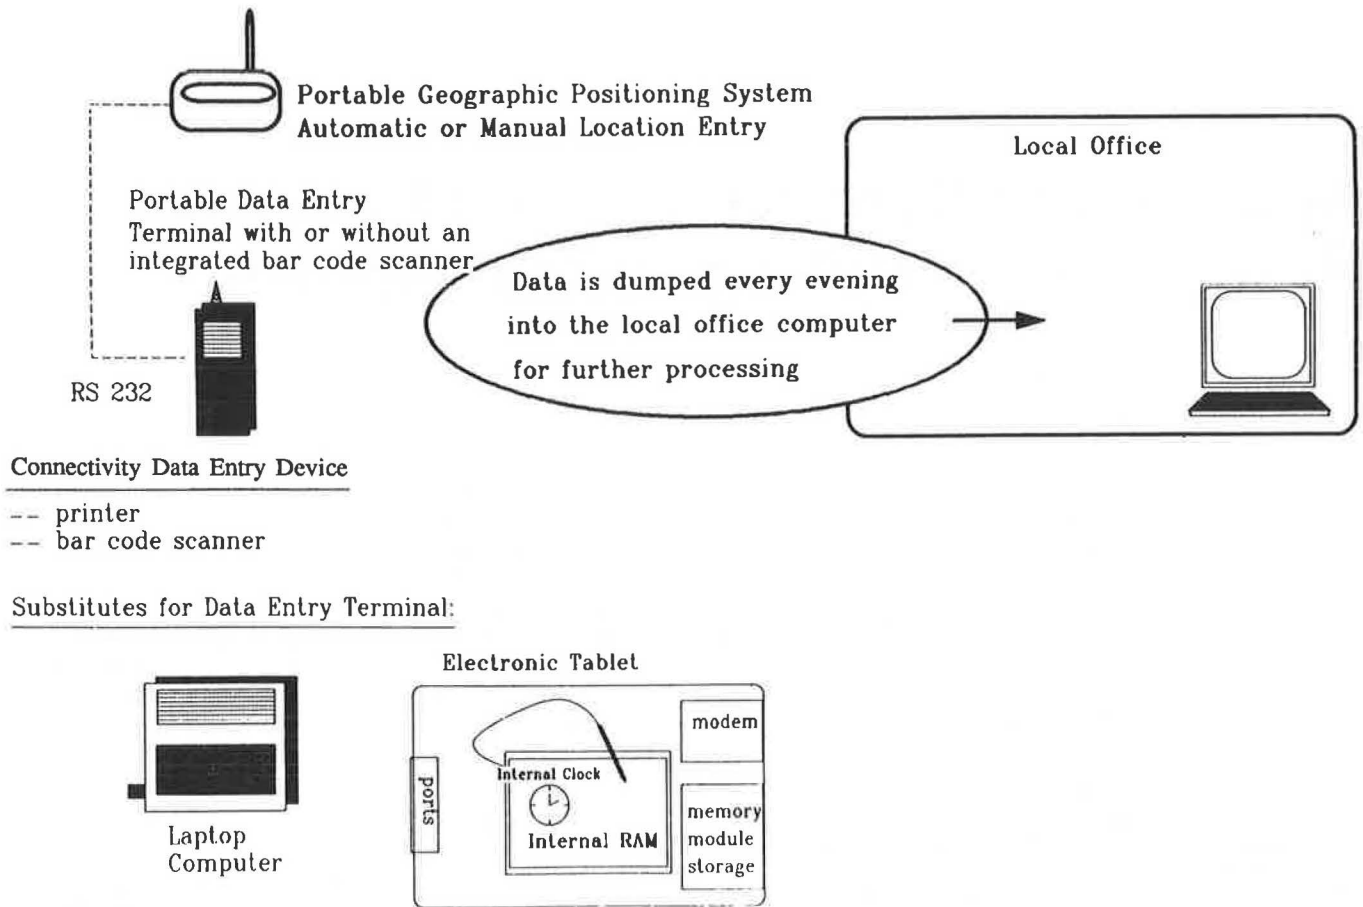 Portable Geographic Positioning System
Automatic or Manual Location Entry
Local Office
Portable Data Entry
Terminal with or without an
integrated bar code scanner
Data is dumped every evening
into the local office computer
for further processing
RS 232
Connectivity Data Entry Device
-- printer
-- bar code scanner
Substitutes for Data Entry Terminal:
Electronic Tablet
modem
Internal Clock
ports
Internal RAM
memory
module
storage
Laptop
Computer